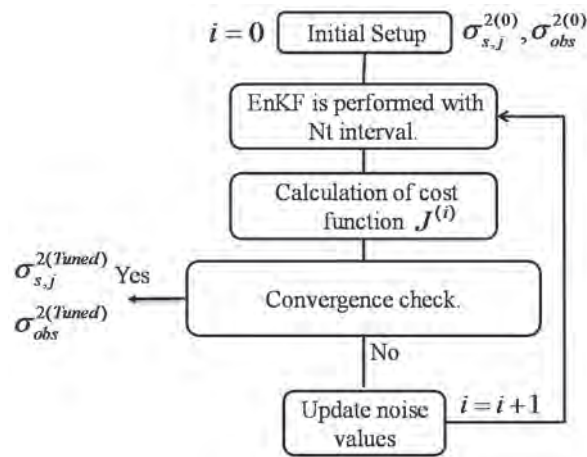 i = 0 Initial Setup σ_{s,j}^{2(0)}, σ_{obs}^{2(0)}
EnKF is performed with
Nt interval.
Calculation of cost
function J^{(i)}
σ_{s,j}^{2(Tuned)} Yes
σ_{obs}^{2(Tuned)}
Convergence check.
No
Update noise
values
i = i + 1